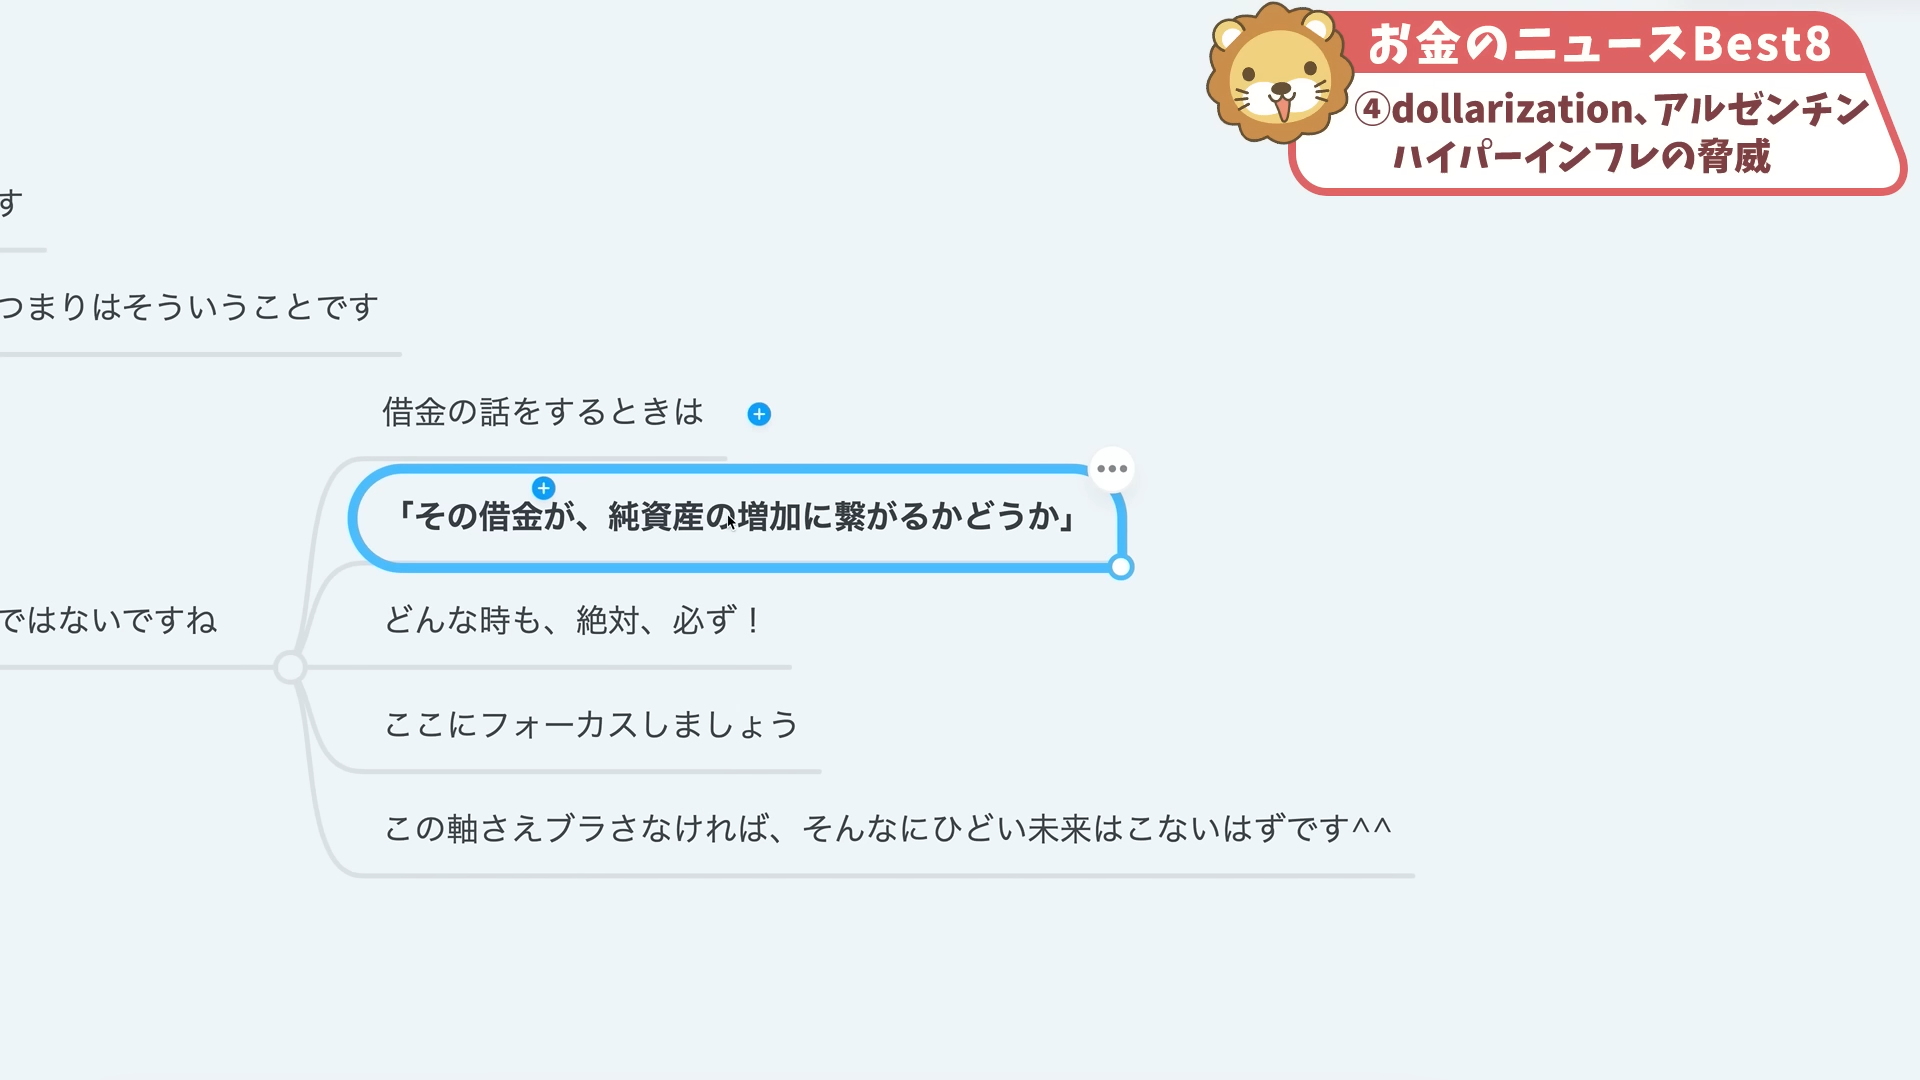 お金のニュースBest8
④dollarization、アルゼンチン
ハイパーインフレの脅威
す
つまりはそういうことです
借金の話をするときは
「その借金が、純資産の増加に繋がるかどうか」
どんな時も、絶対、必ず！
ではないですね
ここにフォーカスしましょう
この軸さえブラさなければ、そんなにひどい未来はこないはずです^^